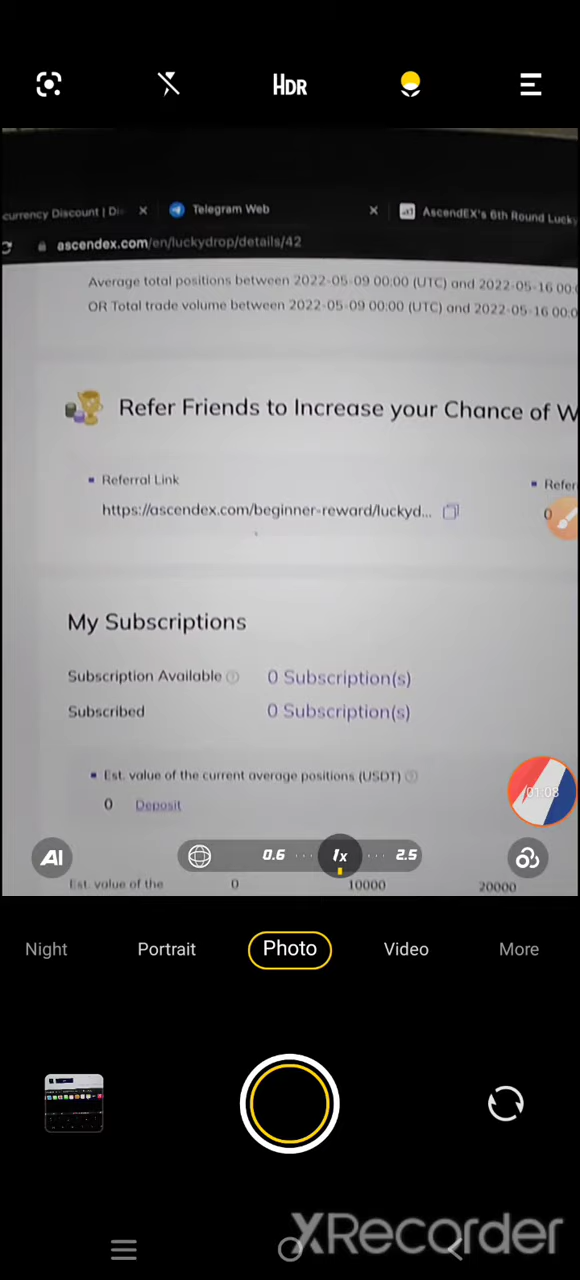 HDR
currency Discount | Di
Telegram Web
AscendEX's 6th Round Lucky
ascendex.com/en/luckydrop/details/42
Average total positions between 2022-05-09 00:00 (UTC) and 2022-05-16 00:0
OR Total trade volume between 2022-05-09 00:00 (UTC) and 2022-05-16 00:0
Refer Friends to Increase your Chance of W
Referral Link
Refer
https://ascendex.com/beginner-reward/luckyd...
0
My Subscriptions
Subscription Available 0 Subscription(s)
Subscribed 0 Subscription(s)
Est. value of the current average positions (USDT)
0 Deposit
01:08
AI
0.6 1x 2.5
Est. value of the 0 10000 20000
Night Portrait Photo Video More
XRecorder